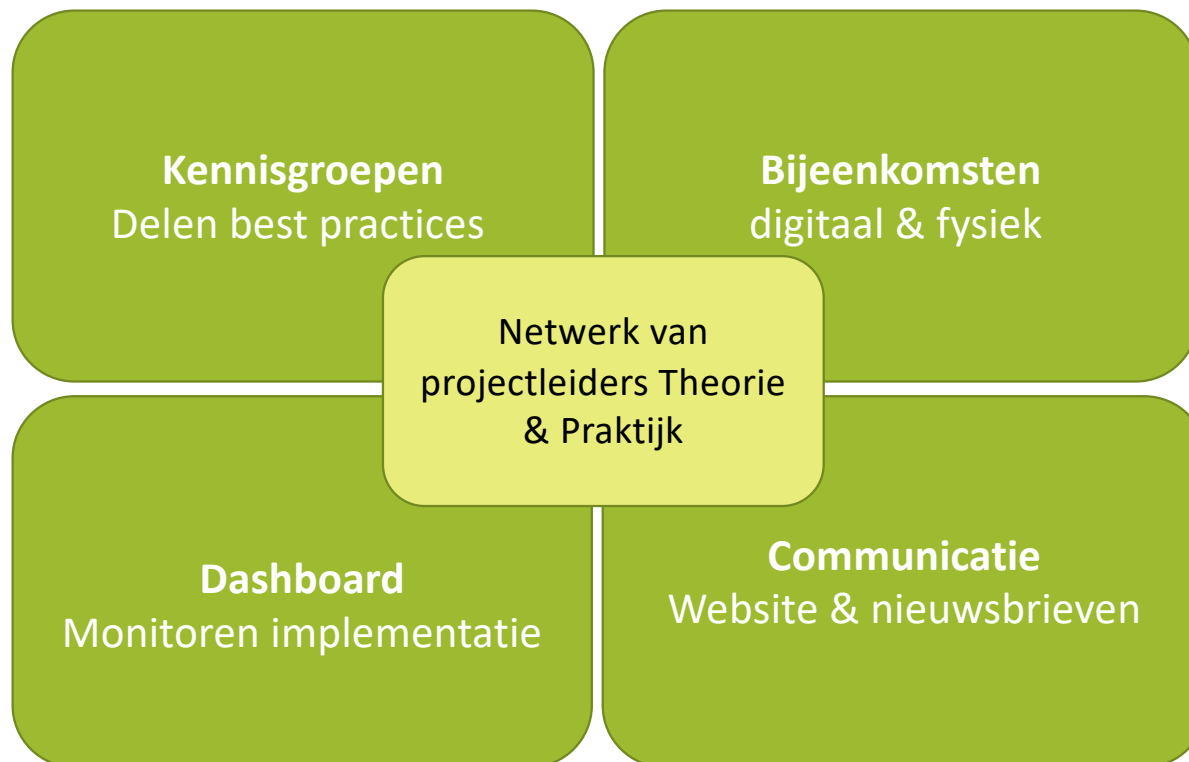 Kennisgroepen
Delen best practices
Bijeenkomsten
digitaal & fysiek
Netwerk van
projectleiders Theorie
& Praktijk
Dashboard
Monitoren implementatie
Communicatie
Website & nieuwsbrieven